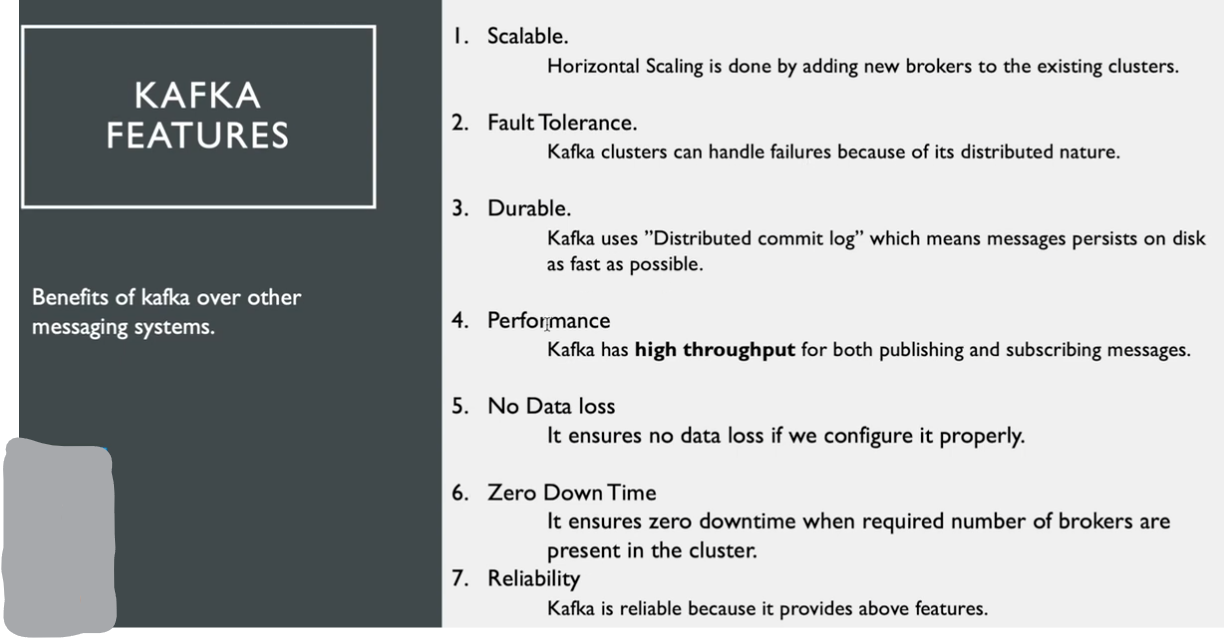 KAFKA
FEATURES
Benefits of kafka over other
messaging systems.
1. Scalable.
Horizontal Scaling is done by adding new brokers to the existing clusters.
2. Fault Tolerance.
Kafka clusters can handle failures because of its distributed nature.
3. Durable.
Kafka uses ”Distributed commit log” which means messages persists on disk
as fast as possible.
4. Performance
Kafka has high throughput for both publishing and subscribing messages.
5. No Data loss
It ensures no data loss if we configure it properly.
6. Zero Down Time
It ensures zero downtime when required number of brokers are
present in the cluster.
7. Reliability
Kafka is reliable because it provides above features.